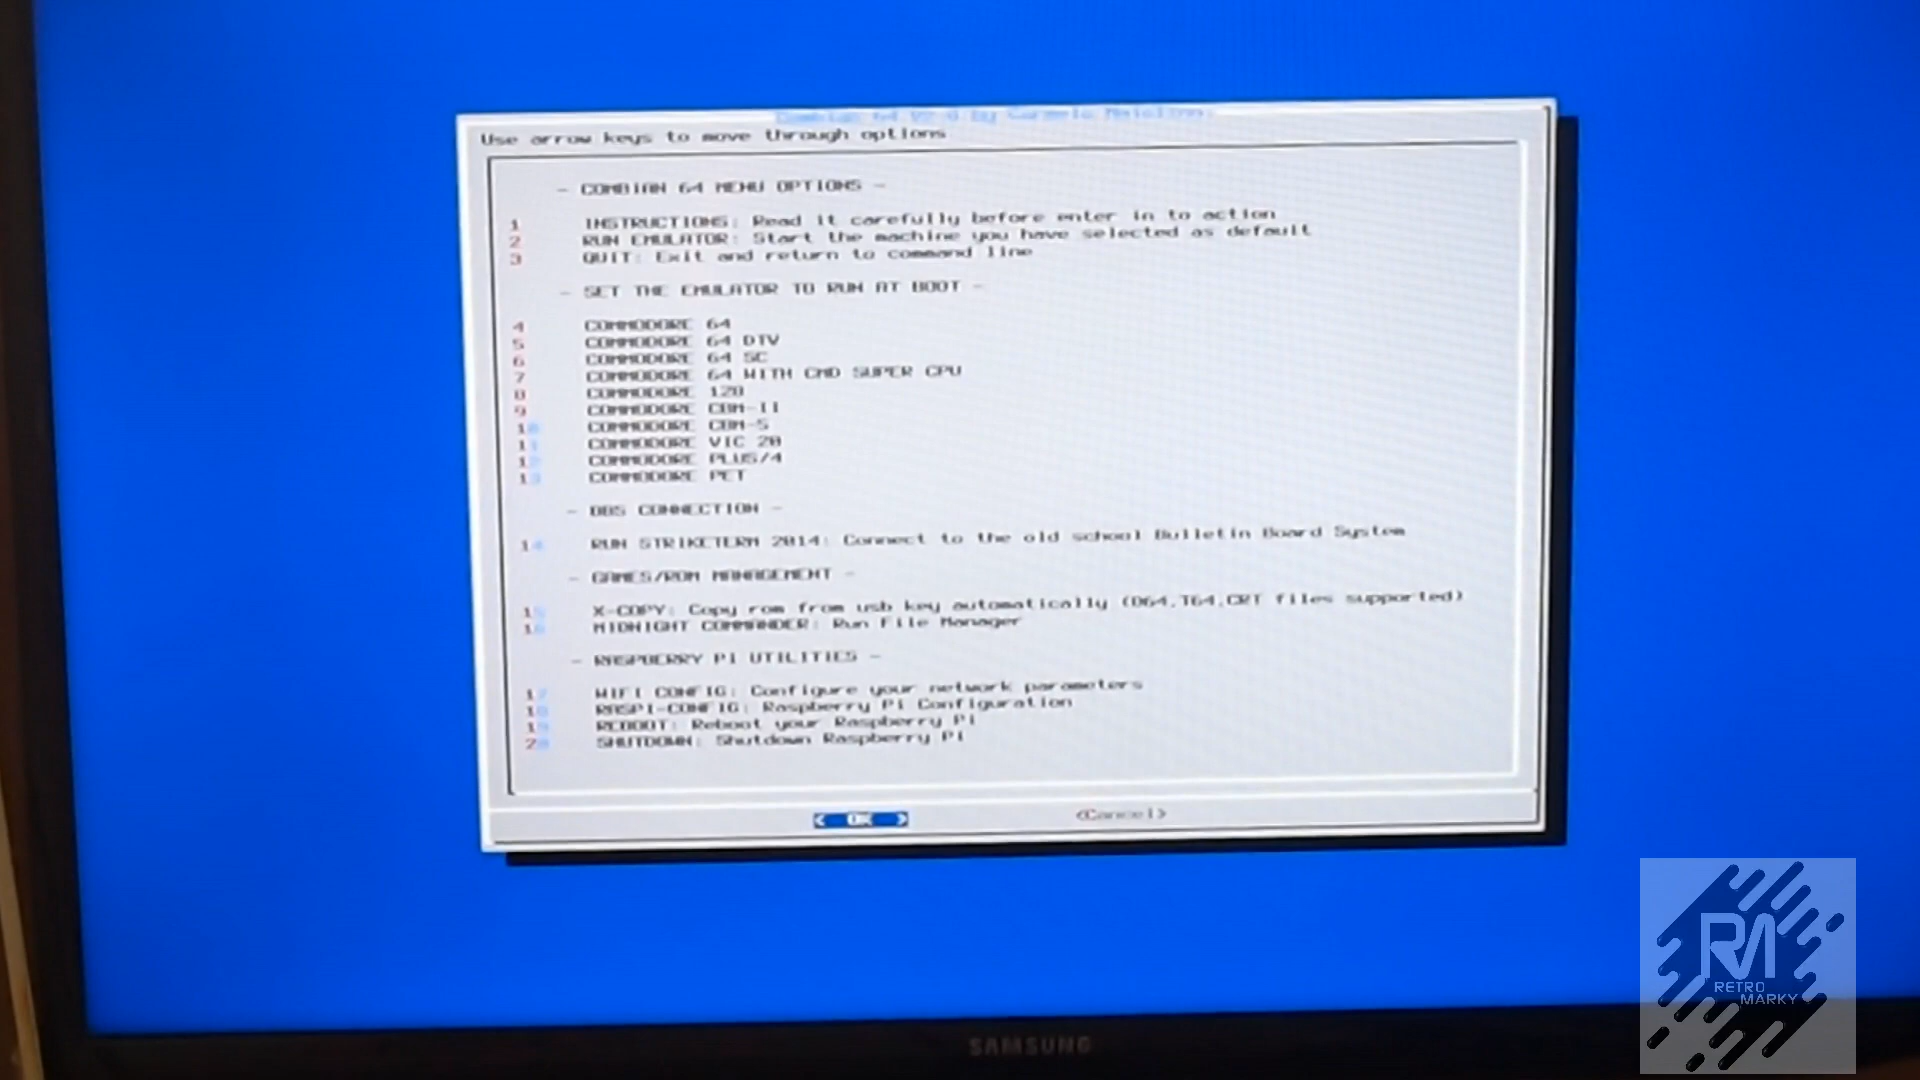 Combian 64 by Carmelo
Use arrow keys to move through options
- COMBIAN 64 MENU OPTIONS -
1 INSTRUCTIONS: Read it carefully before enter in to action
2 RUN EMULATOR: Start the machine you have selected as default
3 QUIT: Exit and return to command line
- SET THE EMULATOR TO RUN AT BOOT -
4 COMMODORE 64
5 COMMODORE 64 DTV
6 COMMODORE 64 SC
7 COMMODORE 64 WITH CMD SUPER CPU
8 COMMODORE 128
9 COMMODORE CBM-II
10 COMMODORE CBM-5
11 COMMODORE VIC 20
12 COMMODORE PLUS/4
13 COMMODORE PET
- BBS CONNECTION -
14 RUN STRIKETERM 2014: Connect to the old school Bulletin Board System
- GAMES/ROM MANAGEMENT -
15 X-COPY: Copy rom from usb key automatically (D64,T64,CRT files supported)
16 MIDNIGHT COMMANDER: Run File Manager
- RASPBERRY PI UTILITIES -
17 WIFI CONFIG: Configure your network parameters
18 RASPI-CONFIG: Raspberry Pi Configuration
19 REBOOT: Reboot your Raspberry Pi
20 SHUTDOWN: Shutdown Raspberry Pi
< OK > <Cancel>
SAMSUNG
RM
RETRO
MARKY